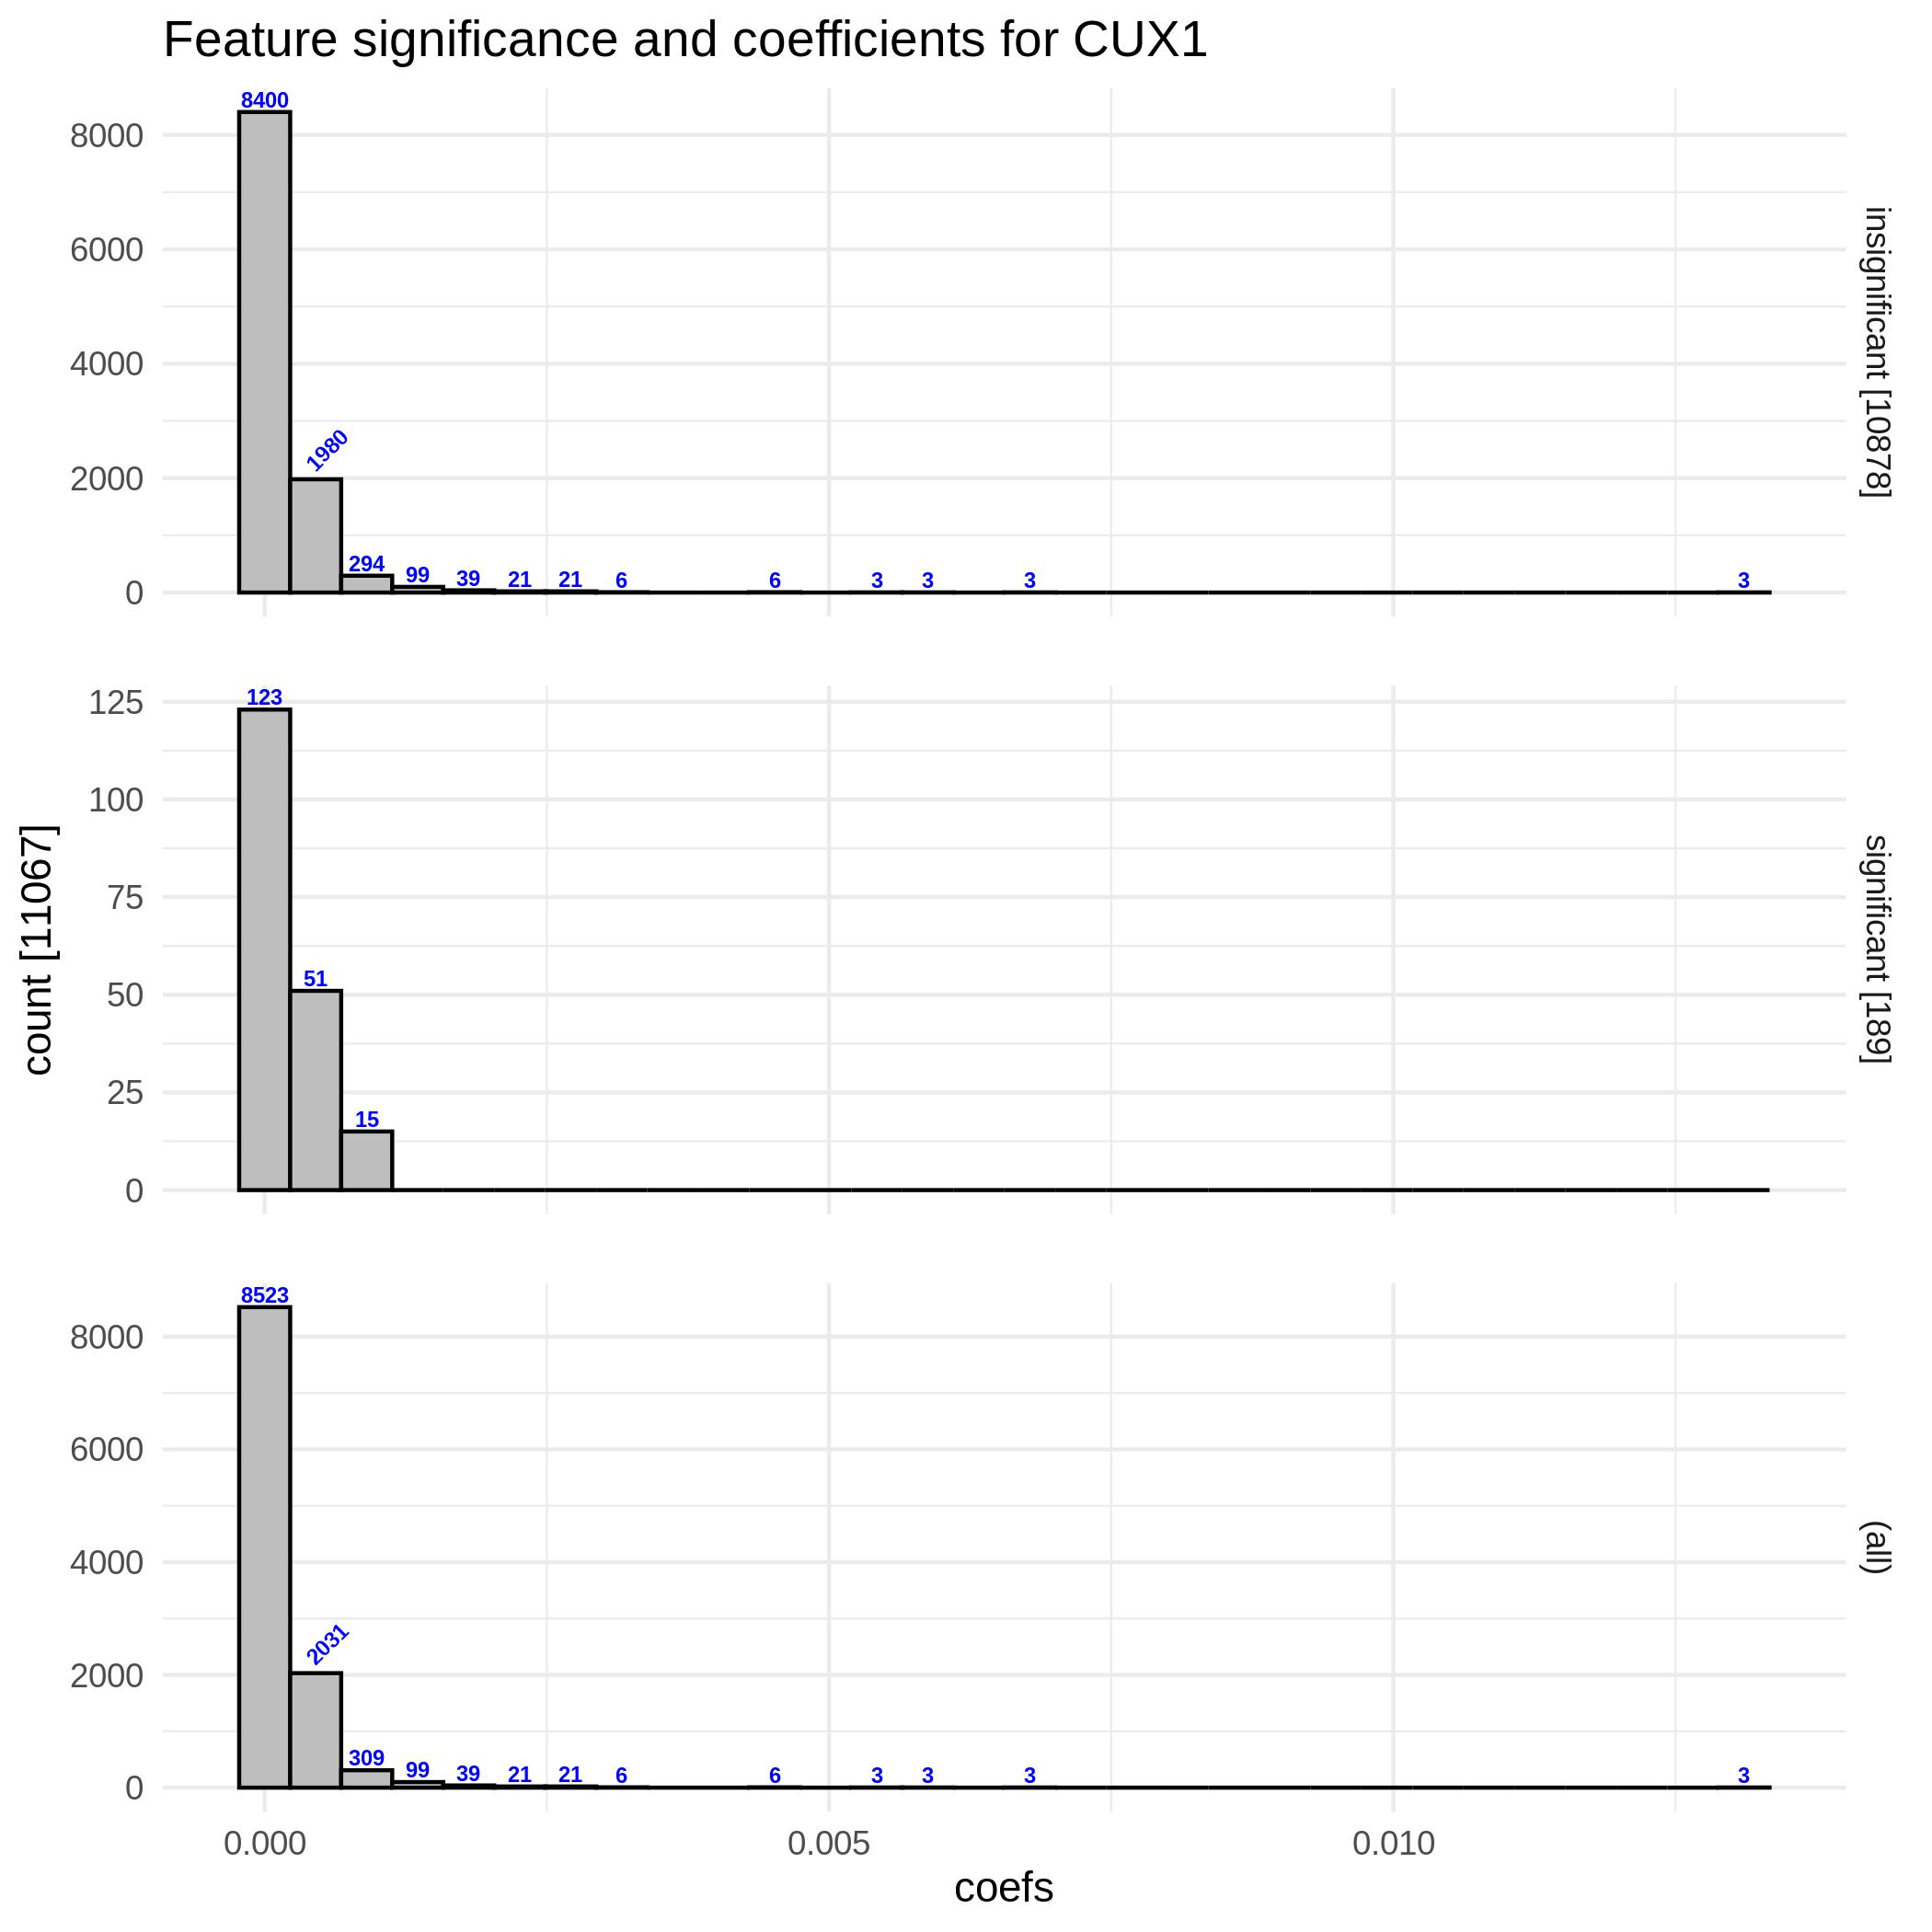 Feature significance and coefficients for CUX1
8400
8000
6000
4000
1980
2000
294 99 39 21 21 6 6 3 3 3 3
0
insignificant [10878]
123
125
100
75
51
50
25
15
0
significant [189]
count [11067]
8523
8000
6000
4000
2031
2000
309 99 39 21 21 6 6 3 3 3 3
0
(all)
0.000 0.005 0.010
coefs